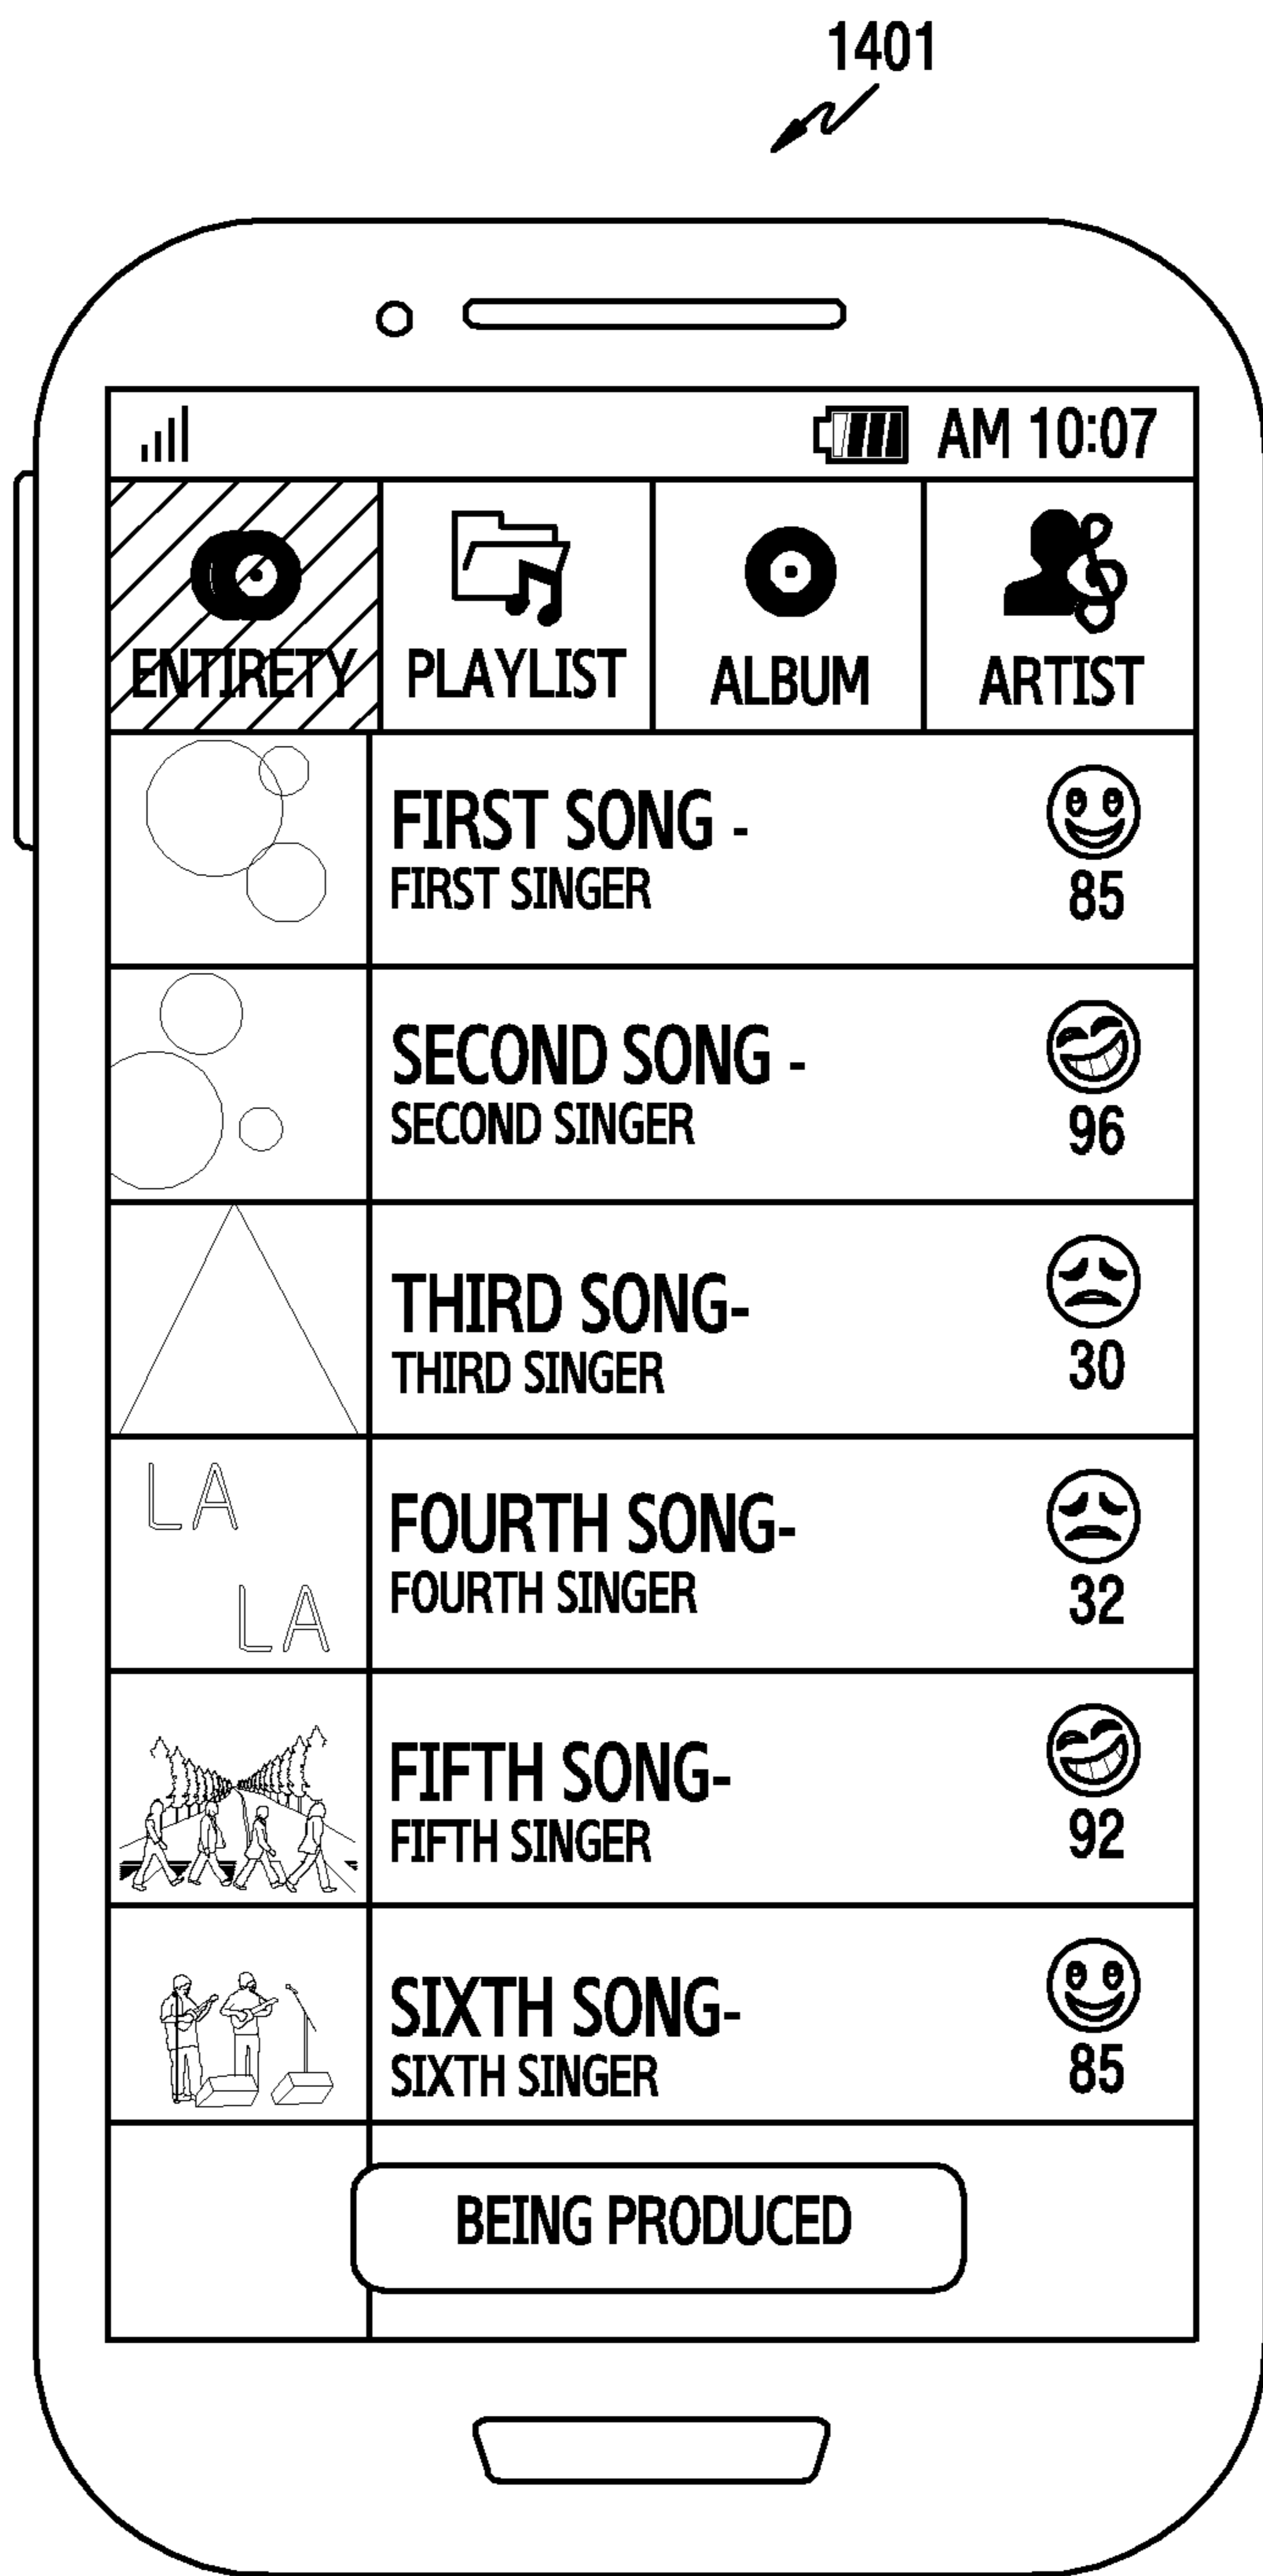 1401
AM 10:07
ENTIRETY PLAYLIST ALBUM ARTIST
FIRST SONG -
FIRST SINGER
85
SECOND SONG -
SECOND SINGER
96
THIRD SONG-
THIRD SINGER
30
LA
LA
FOURTH SONG-
FOURTH SINGER
32
FIFTH SONG-
FIFTH SINGER
92
SIXTH SONG-
SIXTH SINGER
85
BEING PRODUCED